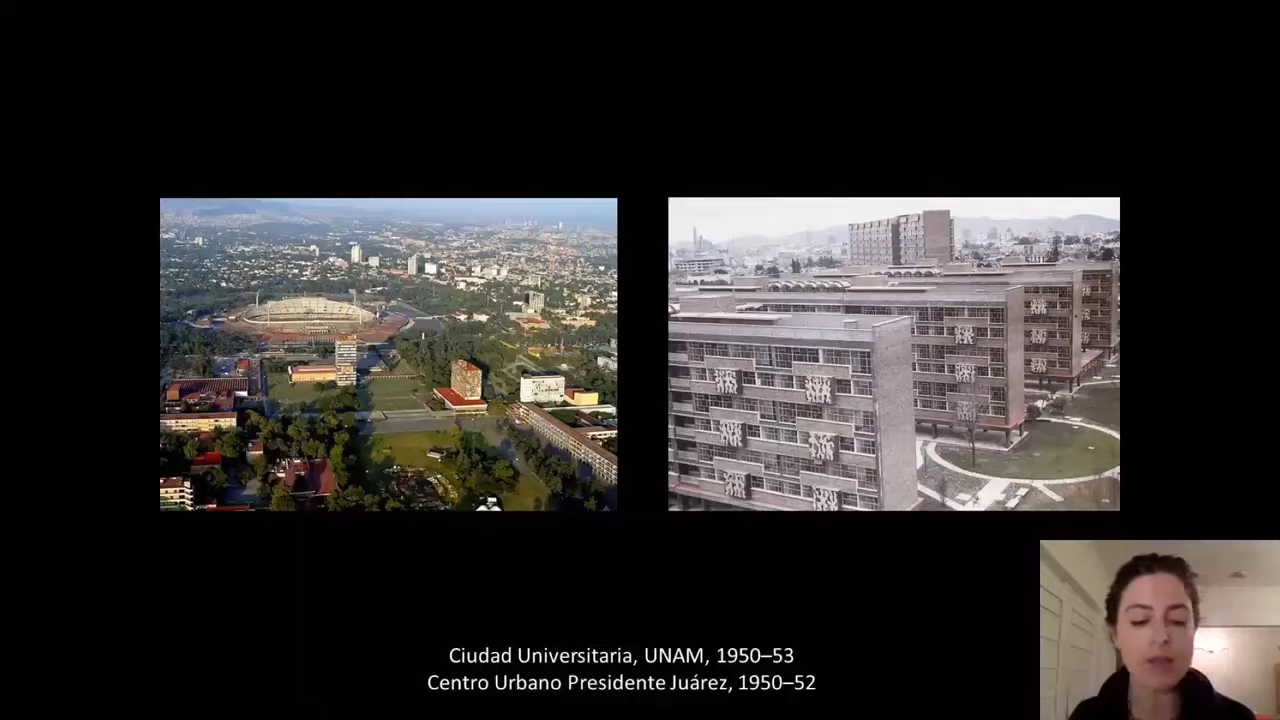 Ciudad Universitaria, UNAM, 1950–53
Centro Urbano Presidente Juárez, 1950–52